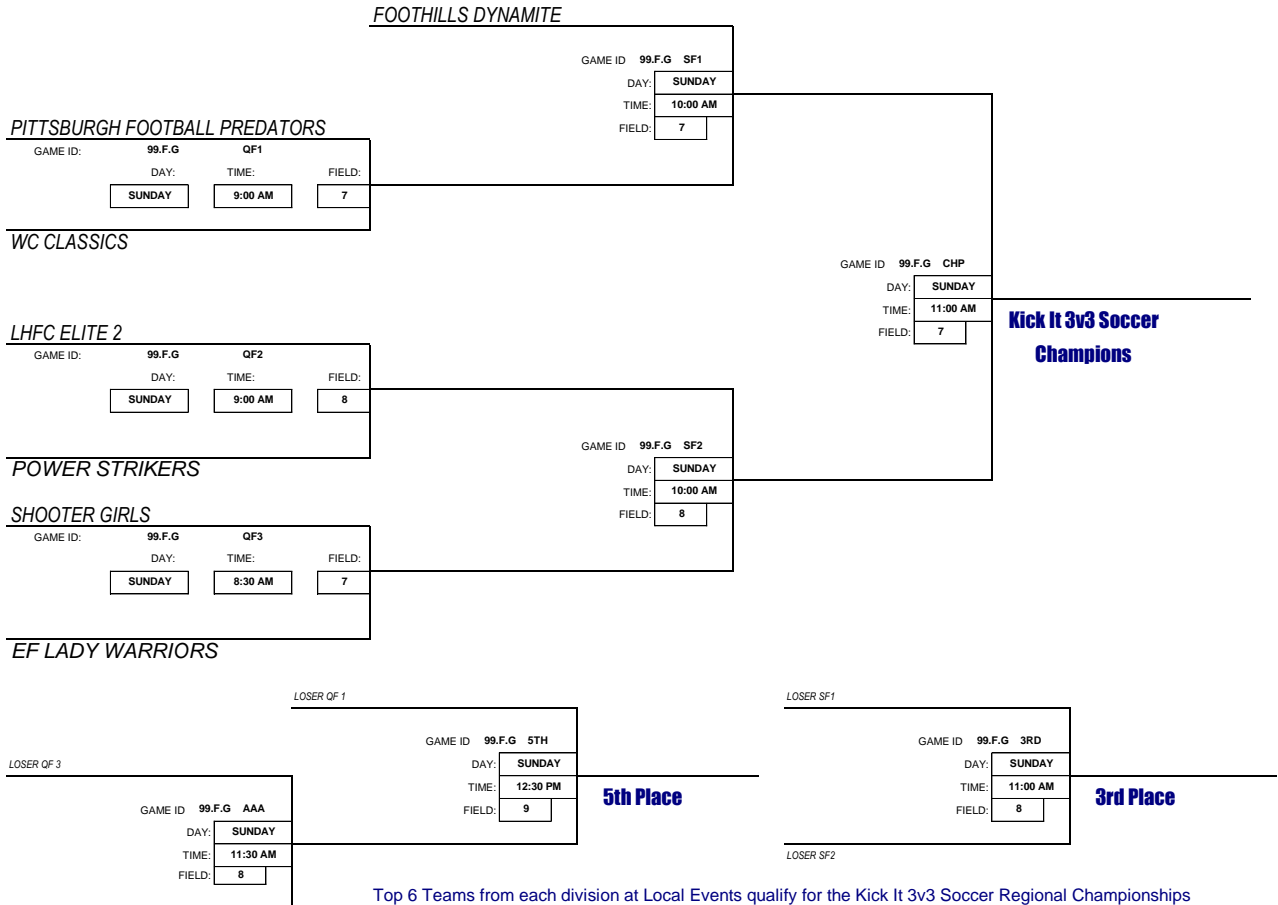 FOOTHILLS DYNAMITE
GAME ID 99.F.G SF1
DAY: SUNDAY
TIME: 10:00 AM
FIELD: 7
PITTSBURGH FOOTBALL PREDATORS
GAME ID: 99.F.G QF1
DAY: TIME: FIELD:
SUNDAY 9:00 AM 7
WC CLASSICS
GAME ID 99.F.G CHP
DAY: SUNDAY
TIME: 11:00 AM
FIELD: 7
Kick It 3v3 Soccer
Champions
LHFC ELITE 2
GAME ID: 99.F.G QF2
DAY: TIME: FIELD:
SUNDAY 9:00 AM 8
POWER STRIKERS
GAME ID 99.F.G SF2
DAY: SUNDAY
TIME: 10:00 AM
FIELD: 8
SHOOTER GIRLS
GAME ID: 99.F.G QF3
DAY: TIME: FIELD:
SUNDAY 8:30 AM 7
EF LADY WARRIORS
LOSER QF 1
GAME ID 99.F.G 5TH
DAY: SUNDAY
TIME: 12:30 PM
FIELD: 9
5th Place
LOSER QF 3
GAME ID 99.F.G AAA
DAY: SUNDAY
TIME: 11:30 AM
FIELD: 8
LOSER SF1
GAME ID 99.F.G 3RD
DAY: SUNDAY
TIME: 11:00 AM
FIELD: 8
3rd Place
LOSER SF2
Top 6 Teams from each division at Local Events qualify for the Kick It 3v3 Soccer Regional Championships